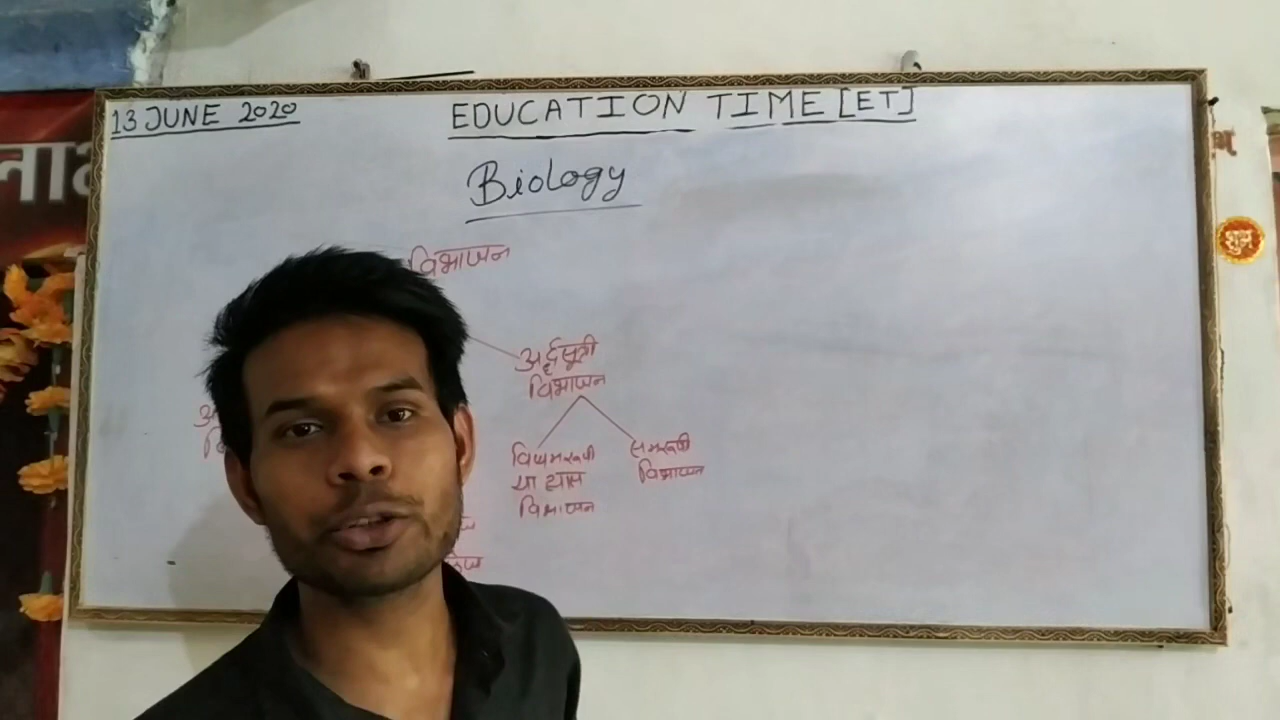 13 JUNE 2020
EDUCATION TIME [ET]
Biology
विभाजन
अर्द्धसूत्री
विभाजन
विषमरूपी
या ह्रास
विभाजन
समरूपी
विभाजन
शुभ